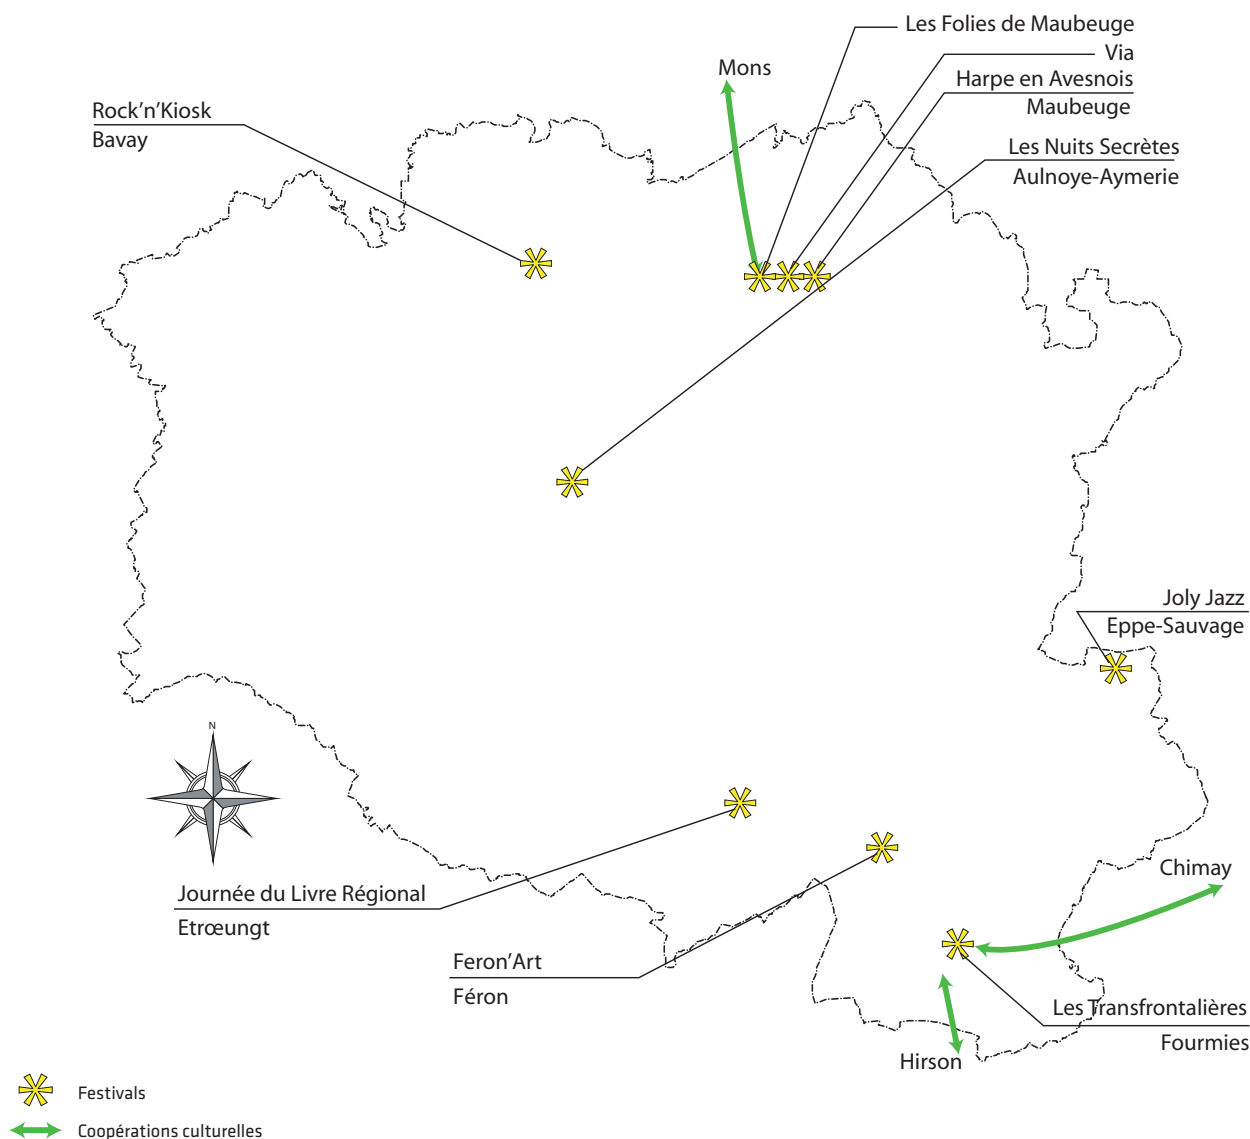 Les Folies de Maubeuge
Via
Mons
Harpe en Avesnois
Maubeuge
Rock'n'Kiosk
Bavay
Les Nuits Secrètes
Aulnoye-Aymerie
Joly Jazz
Eppe-Sauvage
N
Chimay
Journée du Livre Régional
Etrœungt
Feron'Art
Féron
Les Transfrontalières
Fourmies
Hirson
Festivals
Coopérations culturelles